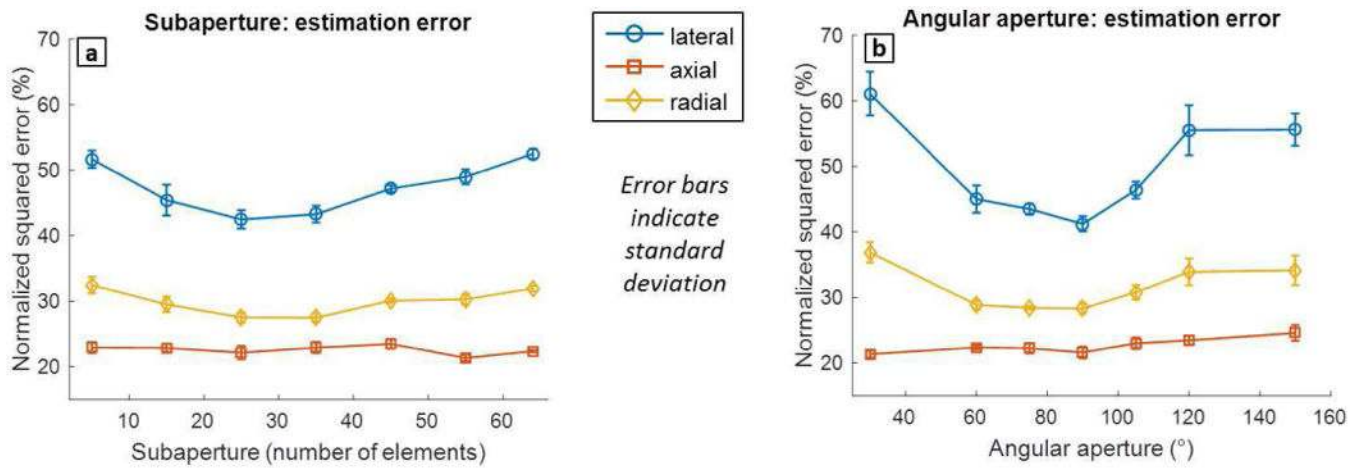 Subaperture: estimation error
a
Normalized squared error (%)
70
60
50
40
30
20
10 20 30 40 50 60
Subaperture (number of elements)
lateral
axial
radial
Error bars
indicate
standard
deviation
Angular aperture: estimation error
b
Normalized squared error (%)
70
60
50
40
30
20
40 60 80 100 120 140 160
Angular aperture (°)